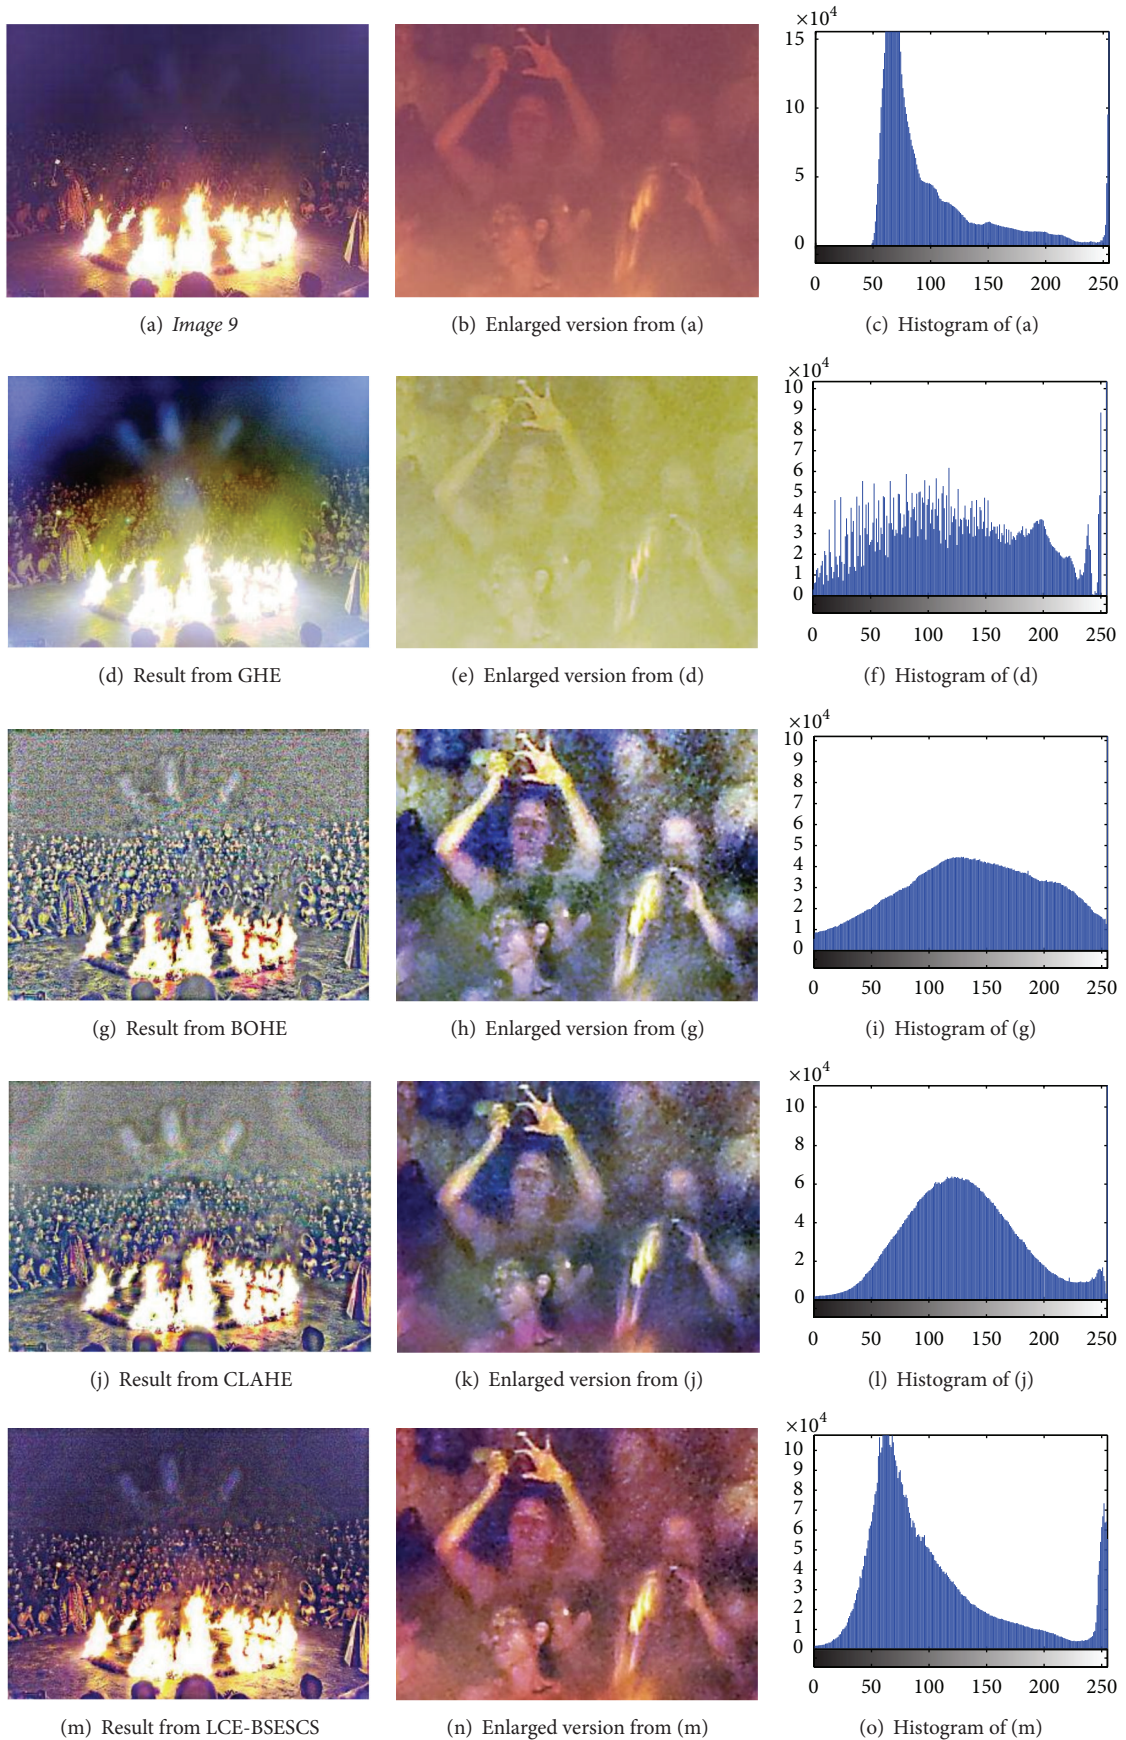 ×10⁴
15
10
5
0
0 50 100 150 200 250
(a) Image 9
(b) Enlarged version from (a)
(c) Histogram of (a)
×10⁴
10
9
8
7
6
5
4
3
2
1
0
0 50 100 150 200 250
(d) Result from GHE
(e) Enlarged version from (d)
(f) Histogram of (d)
×10⁴
10
9
8
7
6
5
4
3
2
1
0
0 50 100 150 200 250
(g) Result from BOHE
(h) Enlarged version from (g)
(i) Histogram of (g)
×10⁴
10
8
6
4
2
0
0 50 100 150 200 250
(j) Result from CLAHE
(k) Enlarged version from (j)
(l) Histogram of (j)
×10⁴
10
9
8
7
6
5
4
3
2
1
0
0 50 100 150 200 250
(m) Result from LCE-BSESCS
(n) Enlarged version from (m)
(o) Histogram of (m)